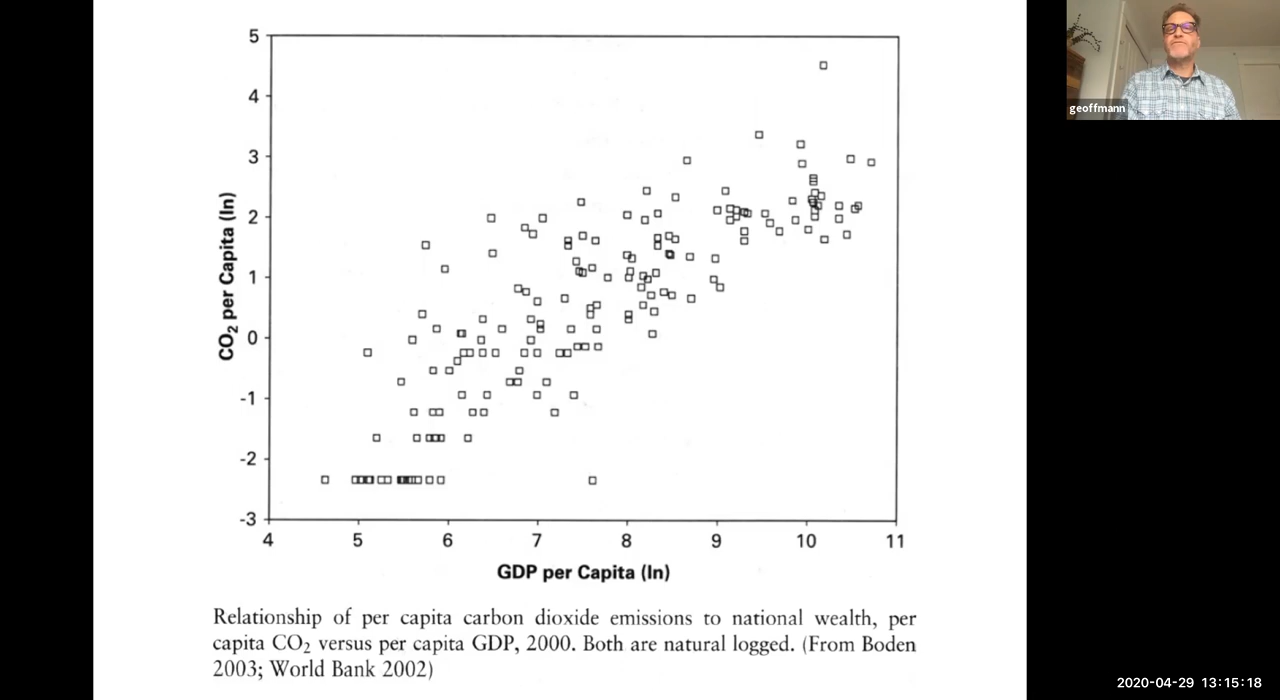 5
4
3
2
1
0
-1
-2
-3
CO₂ per Capita (ln)
4 5 6 7 8 9 10 11
GDP per Capita (ln)
Relationship of per capita carbon dioxide emissions to national wealth, per
capita CO₂ versus per capita GDP, 2000. Both are natural logged. (From Boden
2003; World Bank 2002)
geoffmann
2020-04-29 13:15:18